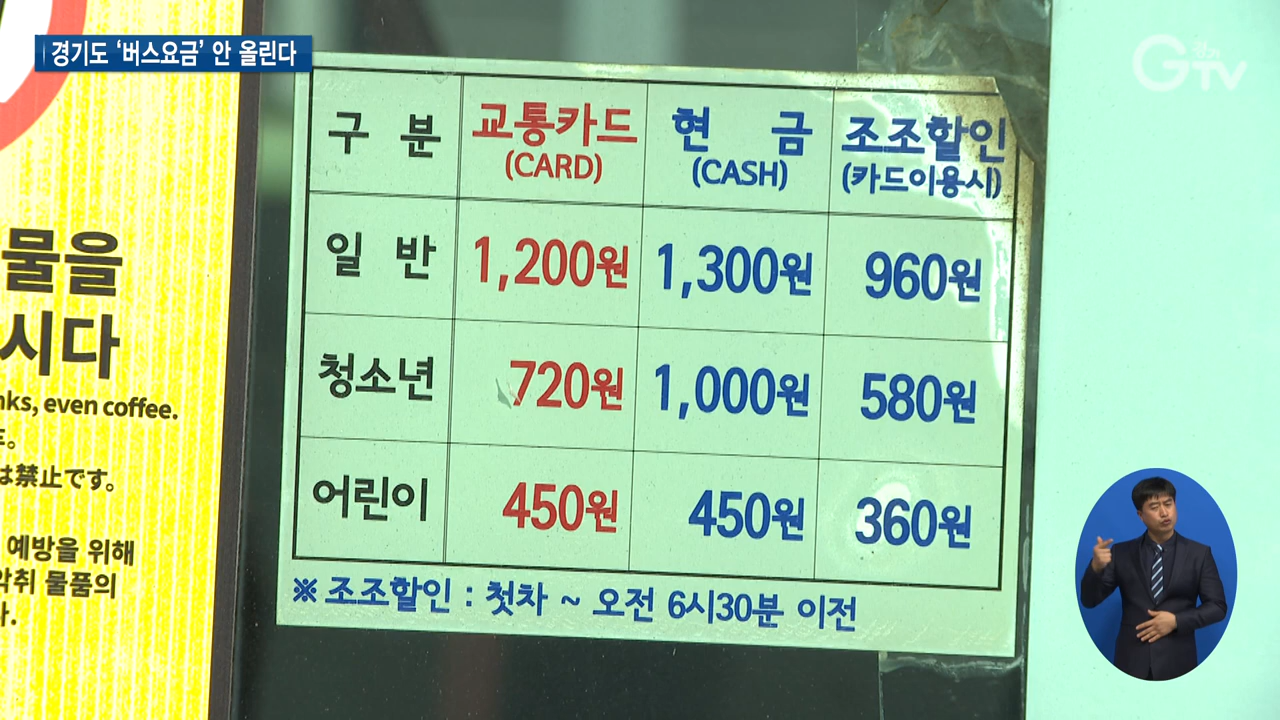 경기도 ‘버스요금’ 안 올린다
경기
GTV
구 분 교통카드 현 금 조조할인
(CARD) (CASH) (카드이용시)
일 반 1,200원 1,300원 960원
청소년 720원 1,000원 580원
어린이 450원 450원 360원
※ 조조할인 : 첫차 ~ 오전 6시30분 이전
물을
시다
nks, even coffee.
は禁止です。
예방을 위해
악취 물품의